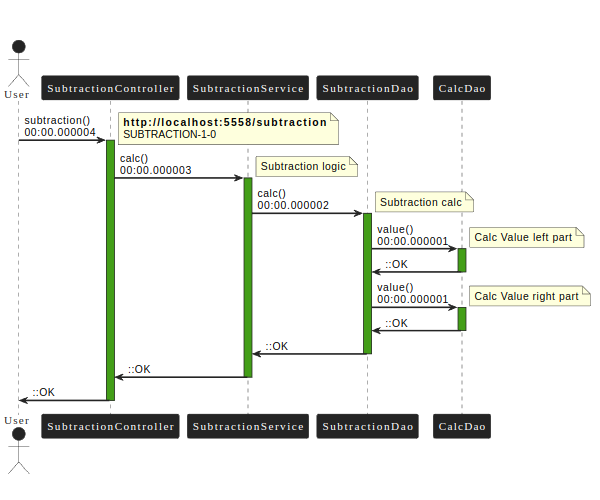 User
SubtractionController
SubtractionService
SubtractionDao
CalcDao
subtraction()
00:00.000004
http://localhost:5558/subtraction
SUBTRACTION-1-0
calc()
00:00.000003
Subtraction logic
calc()
00:00.000002
Subtraction calc
value()
00:00.000001
Calc Value left part
::OK
value()
00:00.000001
Calc Value right part
::OK
::OK
::OK
::OK
User
SubtractionController
SubtractionService
SubtractionDao
CalcDao